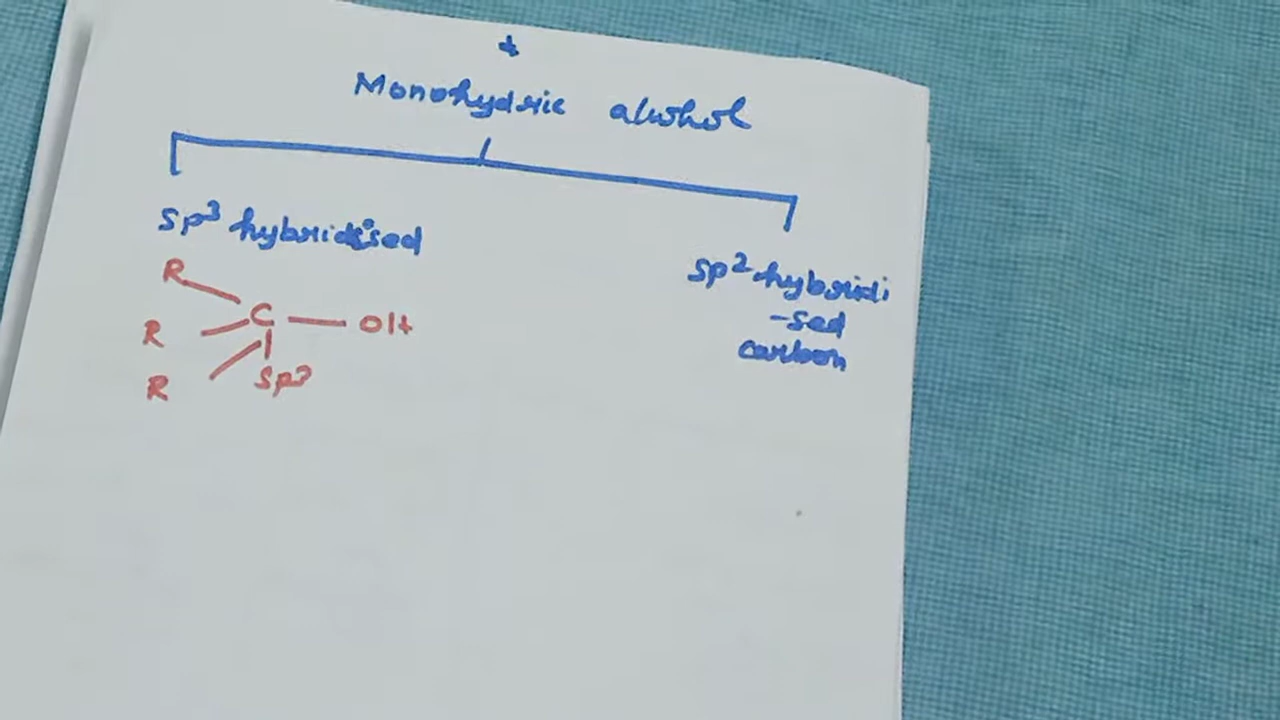 Monohydric alcohol
sp³ hybridised
sp² hybridi
-sed
carbon
R
C — OH
R
R
sp³